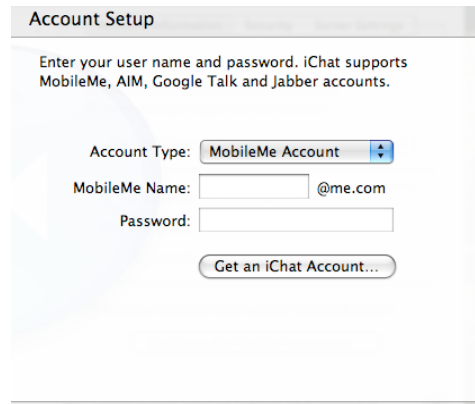 Account Setup
Enter your user name and password. iChat supports
MobileMe, AIM, Google Talk and Jabber accounts.
Account Type: MobileMe Account
MobileMe Name: @me.com
Password:
Get an iChat Account...